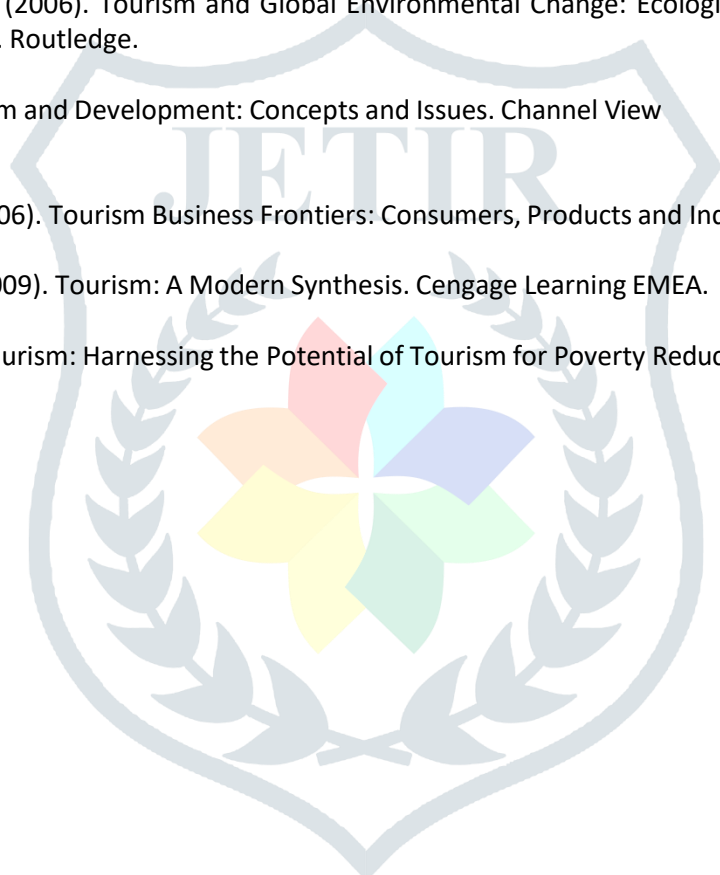 (2006). Tourism and Global Environmental Change: Ecologi
. Routledge.
m and Development: Concepts and Issues. Channel View
JETIR
06). Tourism Business Frontiers: Consumers, Products and Ind
009). Tourism: A Modern Synthesis. Cengage Learning EMEA.
urism: Harnessing the Potential of Tourism for Poverty Reduc